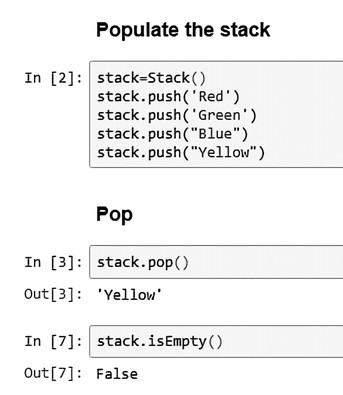 Populate the stack
In [2]: stack=Stack()
stack.push('Red')
stack.push('Green')
stack.push("Blue")
stack.push("Yellow")
Pop
In [3]: stack.pop()
Out[3]: 'Yellow'
In [7]: stack.isEmpty()
Out[7]: False